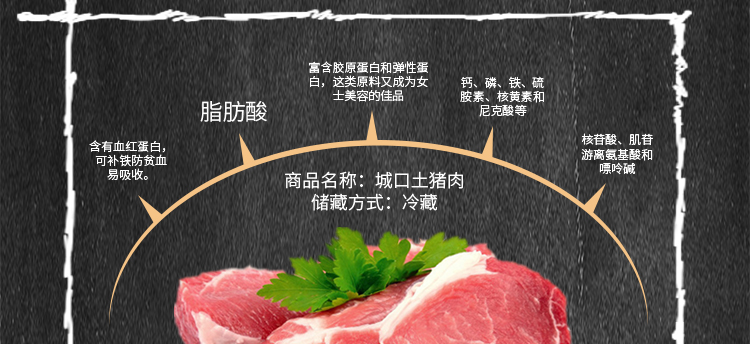 富含胶原蛋白和弹性蛋
白，这类原料又成为女
士美容的佳品
钙、磷、铁、硫
胺素、核黄素和
尼克酸等
脂肪酸
含有血红蛋白，
可补铁防贫血
易吸收。
核苷酸、肌苷
游离氨基酸和
嘌呤碱
商品名称：城口土猪肉
储藏方式：冷藏